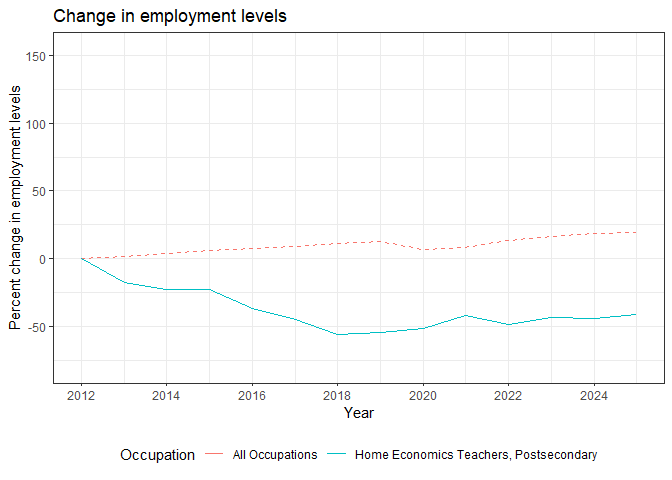 Change in employment levels
Percent change in employment levels
150
100
50
0
-50
2012 2014 2016 2018 2020 2022 2024
Year
Occupation All Occupations Home Economics Teachers, Postsecondary